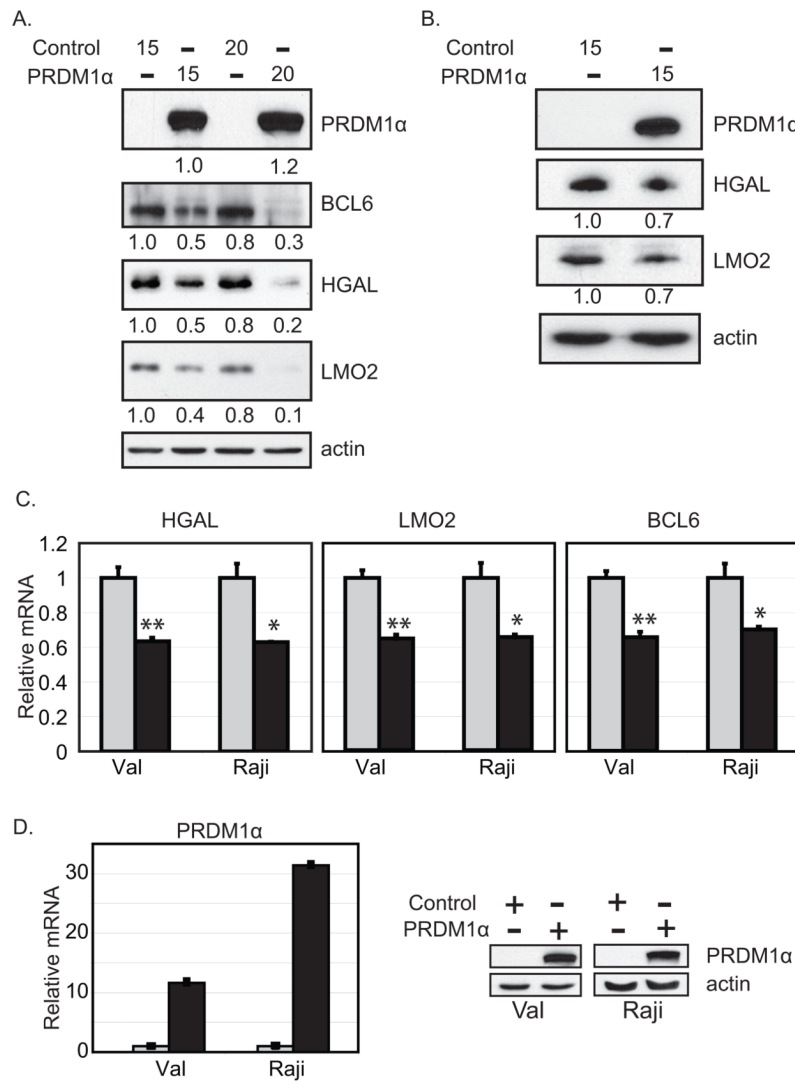 A.
Control 15 – 20 –
PRDM1α – 15 – 20
PRDM1α
1.0 1.2
BCL6
1.0 0.5 0.8 0.3
HGAL
1.0 0.5 0.8 0.2
LMO2
1.0 0.4 0.8 0.1
actin
B.
Control 15 –
PRDM1α – 15
PRDM1α
HGAL
1.0 0.7
LMO2
1.0 0.7
actin
C.
HGAL LMO2 BCL6
Relative mRNA
1.2
1
0.8
0.6
0.4
0.2
0
** * ** * ** *
Val Raji Val Raji Val Raji
D.
PRDM1α
Relative mRNA
30
20
10
0
Val Raji
Control + – + –
PRDM1α – + – +
PRDM1α
actin
Val Raji